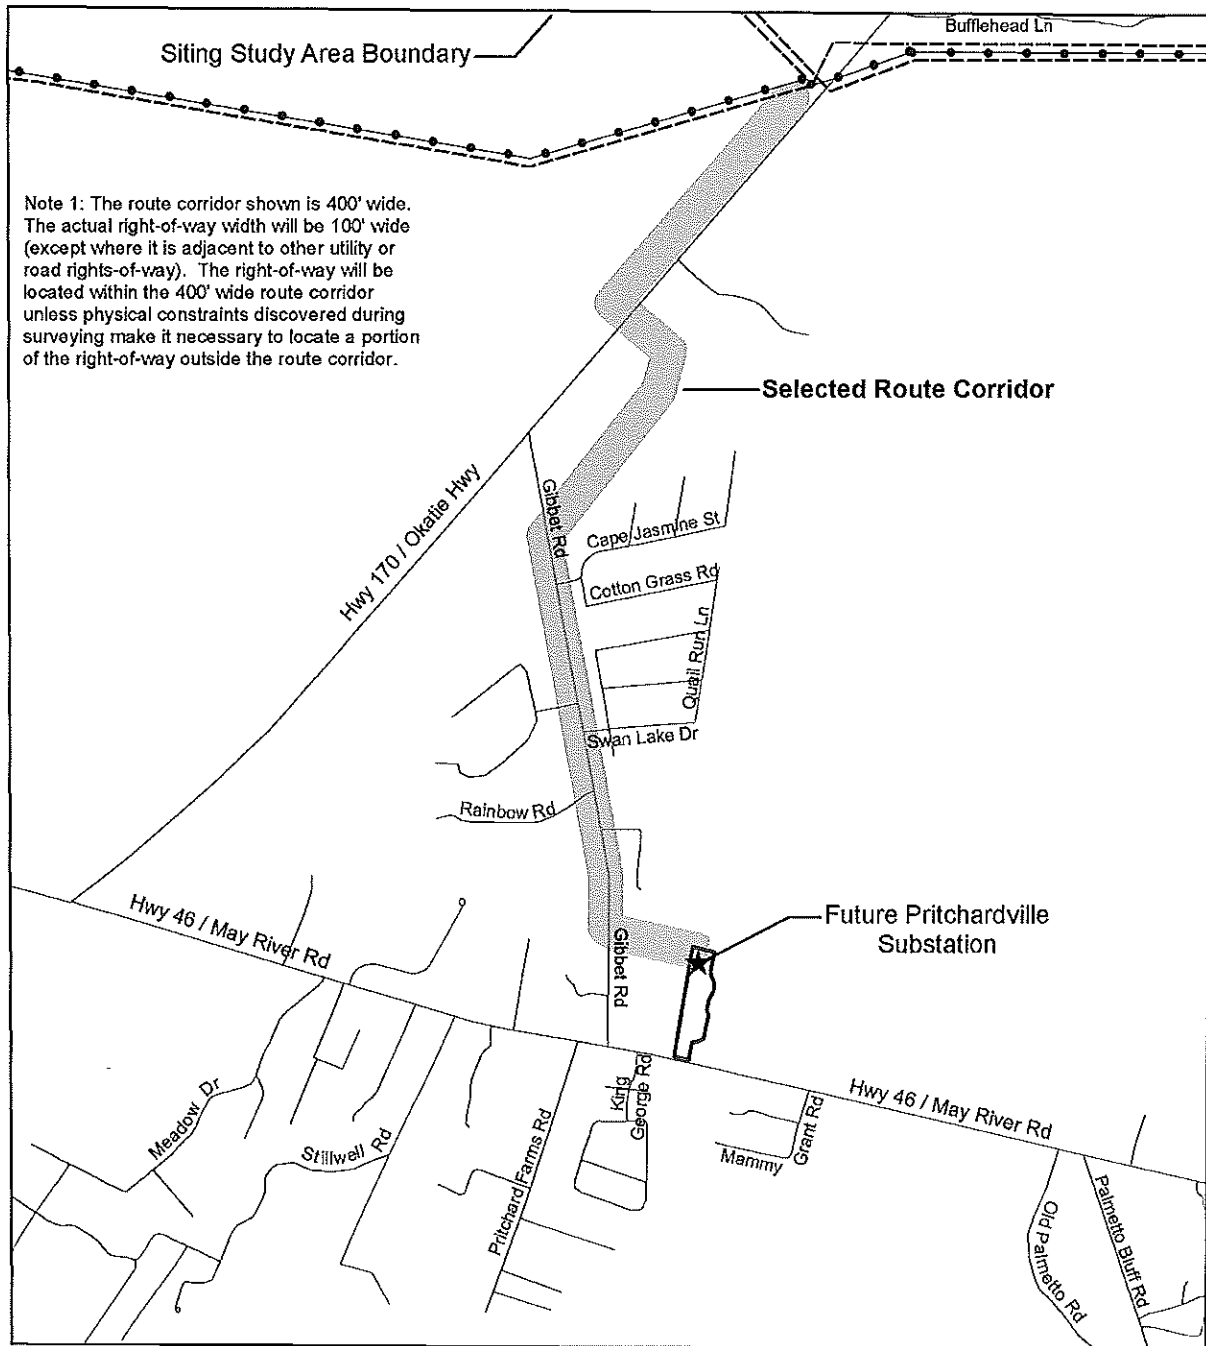 Bufflehead Ln
Siting Study Area Boundary
Note 1: The route corridor shown is 400' wide.
The actual right-of-way width will be 100' wide
(except where it is adjacent to other utility or
road rights-of-way). The right-of-way will be
located within the 400' wide route corridor
unless physical constraints discovered during
surveying make it necessary to locate a portion
of the right-of-way outside the route corridor.
Selected Route Corridor
Hwy 170 / Okatie Hwy
Gibbet Rd
Cape Jasmine St
Cotton Grass Rd
Quail Run Ln
Swan Lake Dr
Rainbow Rd
Hwy 46 / May River Rd
Gibbet Rd
Future Pritchardville
Substation
Meadow Dr
Stillwell Rd
Pritchard Farms Rd
King
George Rd
Mammy
Grant Rd
Hwy 46 / May River Rd
Old Palmetto Rd
Palmetto Bluff Rd